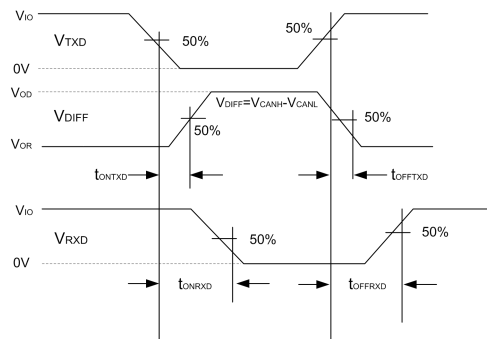 VIO
VTXD
50%
50%
0V
VOD
VDIFF=VCANH-VCANL
VDIFF
50%
50%
VOR
tONTXD
tOFFTXD
VIO
VRXD
50%
50%
0V
tONRXD
tOFFRXD